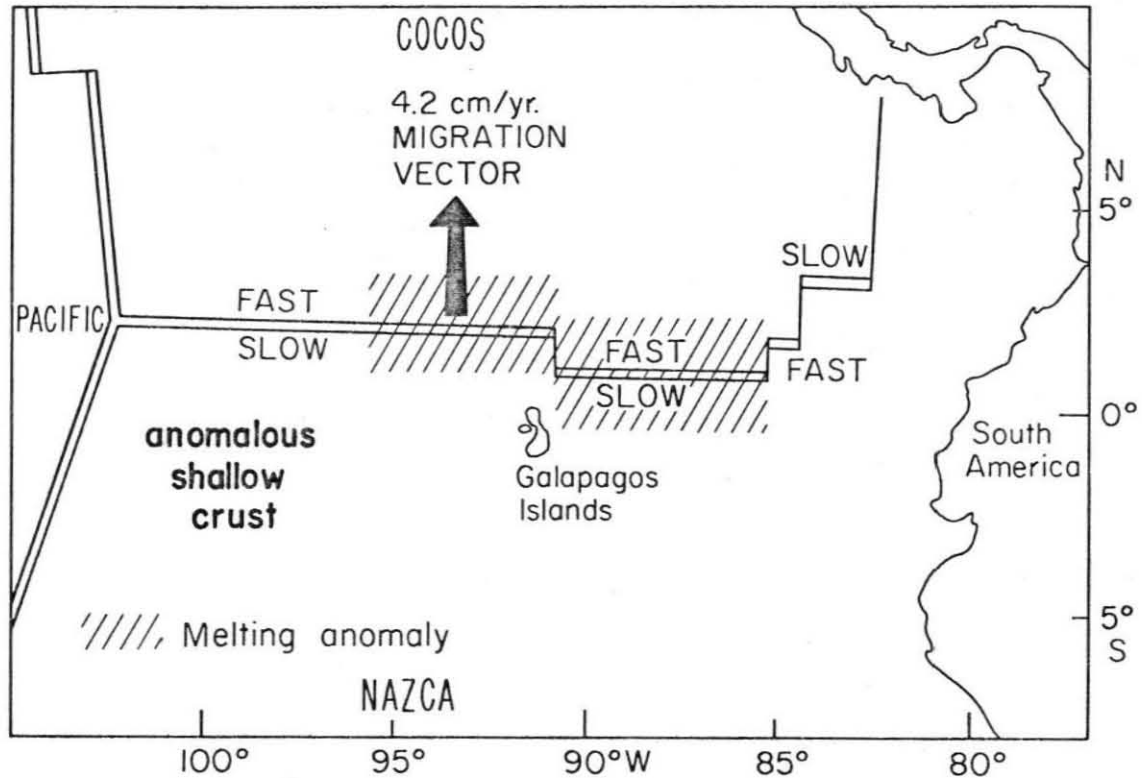 COCOS
4.2 cm/yr.
MIGRATION
VECTOR
N
5°
SLOW
PACIFIC
FAST
SLOW
FAST
SLOW
FAST
0°
anomalous
shallow
crust
Galapagos
Islands
South
America
Melting anomaly
5°
S
NAZCA
100°
95°
90°W
85°
80°